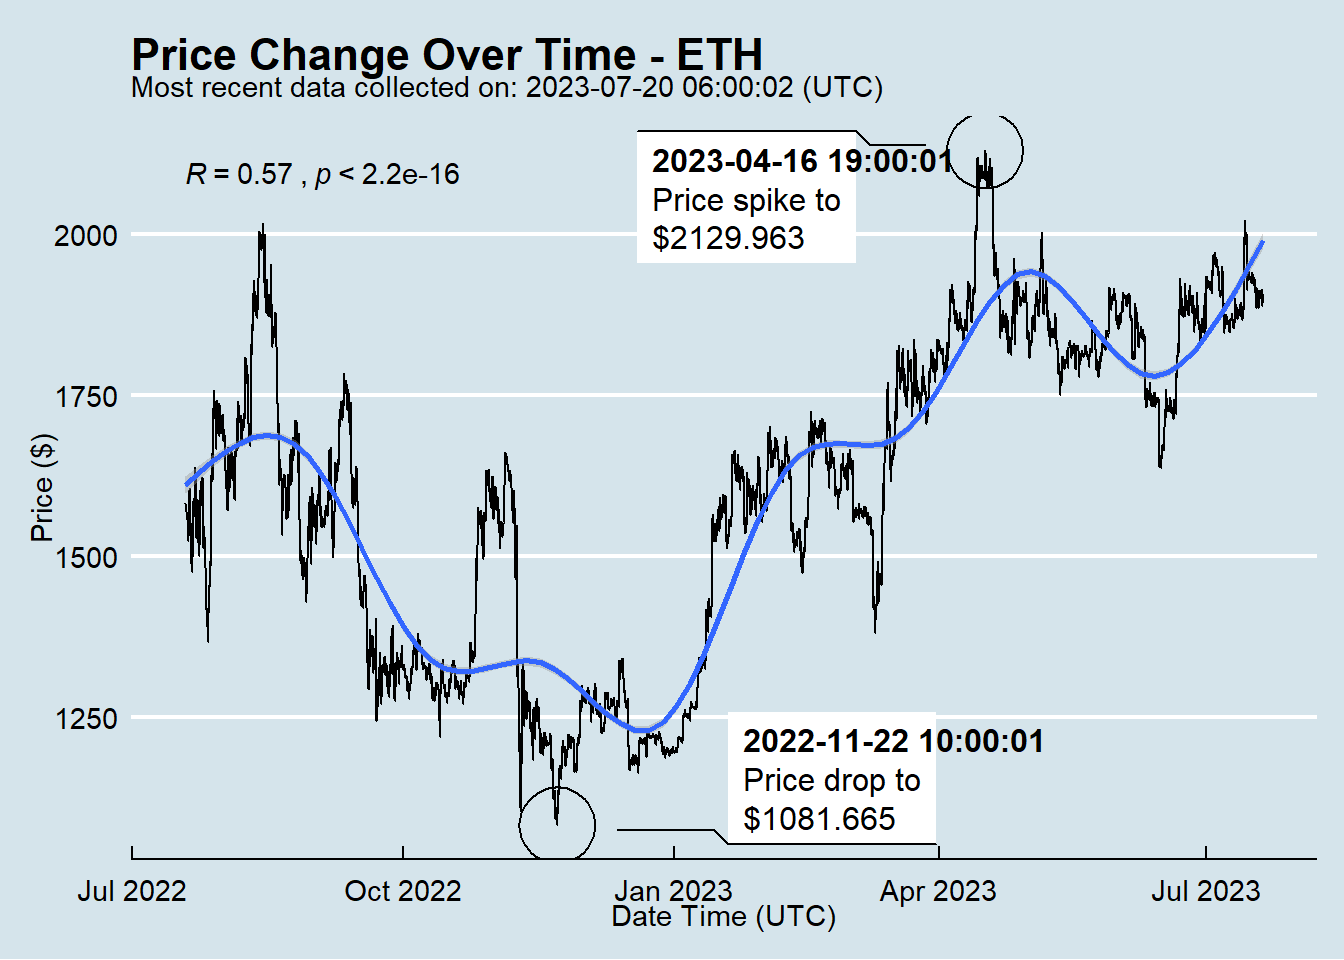 Price Change Over Time - ETH
Most recent data collected on: 2023-07-20 06:00:02 (UTC)
R = 0.57 , p < 2.2e-16
2023-04-16 19:00:01
Price spike to
$2129.963
2000
1750
1500
1250
Price ($)
2022-11-22 10:00:01
Price drop to
$1081.665
Jul 2022
Oct 2022
Jan 2023
Apr 2023
Jul 2023
Date Time (UTC)